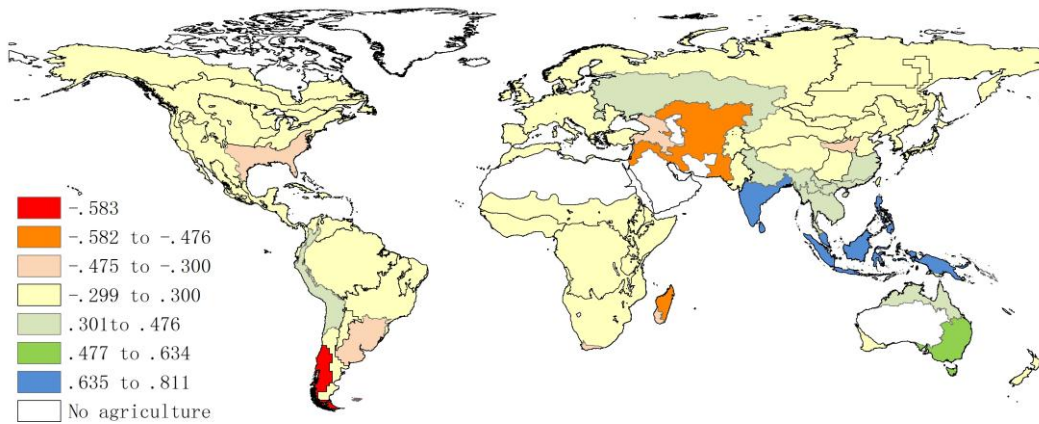 -.583
-.582 to -.476
-.475 to -.300
-.299 to .300
.301to .476
.477 to .634
.635 to .811
No agriculture